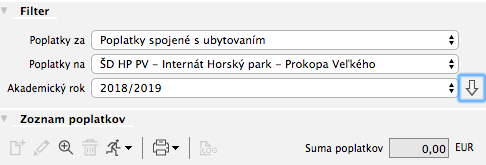 Filter
Poplatky za Poplatky spojené s ubytovaním
Poplatky na ŠD HP PV - Internát Horský park - Prokopa Veľkého
Akademický rok 2018/2019
Zoznam poplatkov
LOG Suma poplatkov 0,00 EUR